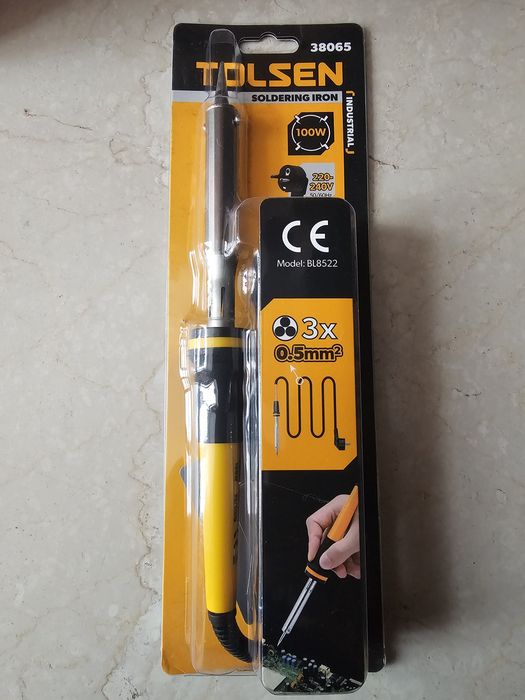 38065
TOLSEN
SOLDERING IRON
INDUSTRIAL
100W
220-
240V
50/60Hz
CE
Model: BL8522
3x
0.5mm²